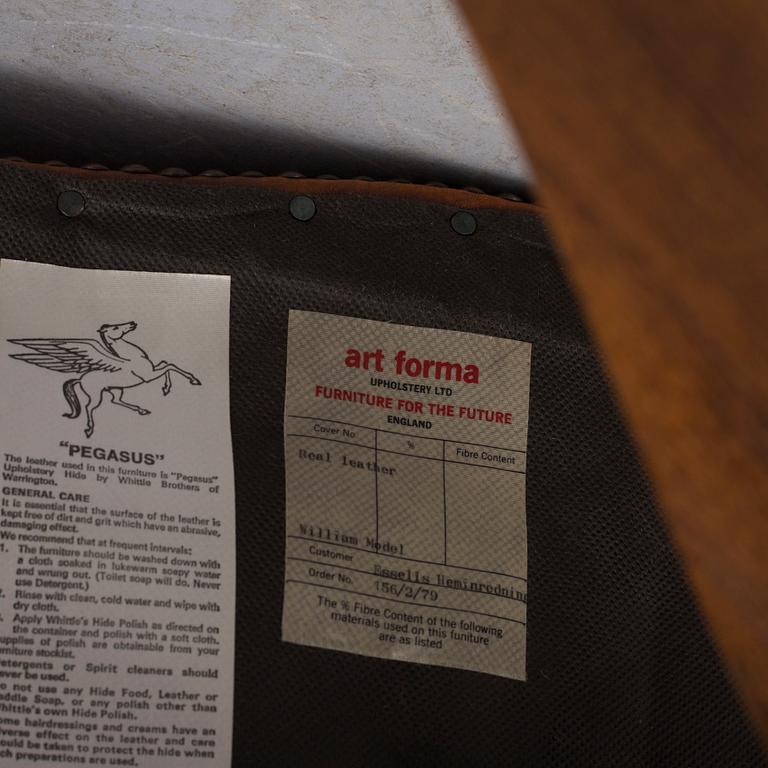 "PEGASUS"
The leather used in this furniture is "Pegasus"
Upholstery Hide by Whittle Brothers of
Warrington.
GENERAL CARE
It is essential that the surface of the leather is
kept free of dirt and grit which have an abrasive,
damaging effect.
We recommend that at frequent intervals:
1. The furniture should be washed down with
a cloth soaked in lukewarm soapy water
and wrung out. (Toilet soap will do. Never
use Detergent.)
Rinse with clean, cold water and wipe with
dry cloth.
Apply Whittle's Hide Polish as directed on
the container and polish with a soft cloth.
upplies of polish are obtainable from your
rniture stockist.
etergents or Spirit cleaners should
ever be used.
o not use any Hide Food, Leather or
addle Soap, or any polish other than
hittle's own Hide Polish.
ome hairdressings and creams have an
verse effect on the leather and care
ould be taken to protect the hide when
ch preparations are used.
art forma
UPHOLSTERY LTD
FURNITURE FOR THE FUTURE
ENGLAND
Cover No. % Fibre Content
Real leather
William Model
Customer Essells Heminredning
Order No. 156/2/79
The % Fibre Content of the following
materials used on this funiture
are as listed